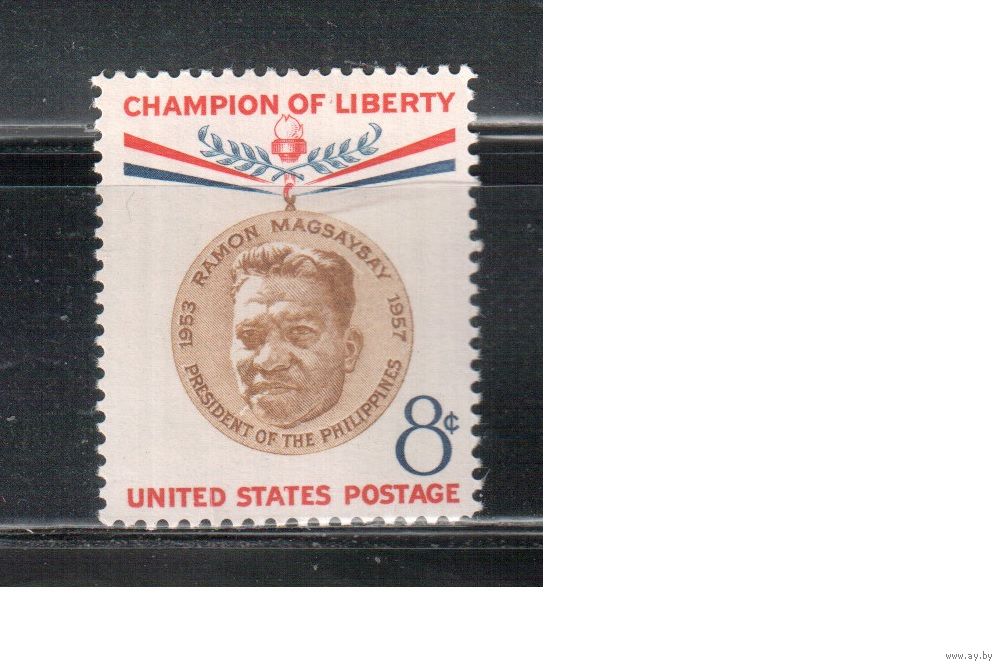 CHAMPION OF LIBERTY
RAMON MAGSAYSAY
1953
1957
PRESIDENT OF THE PHILIPPINES
8¢
UNITED STATES POSTAGE
www.ay.by